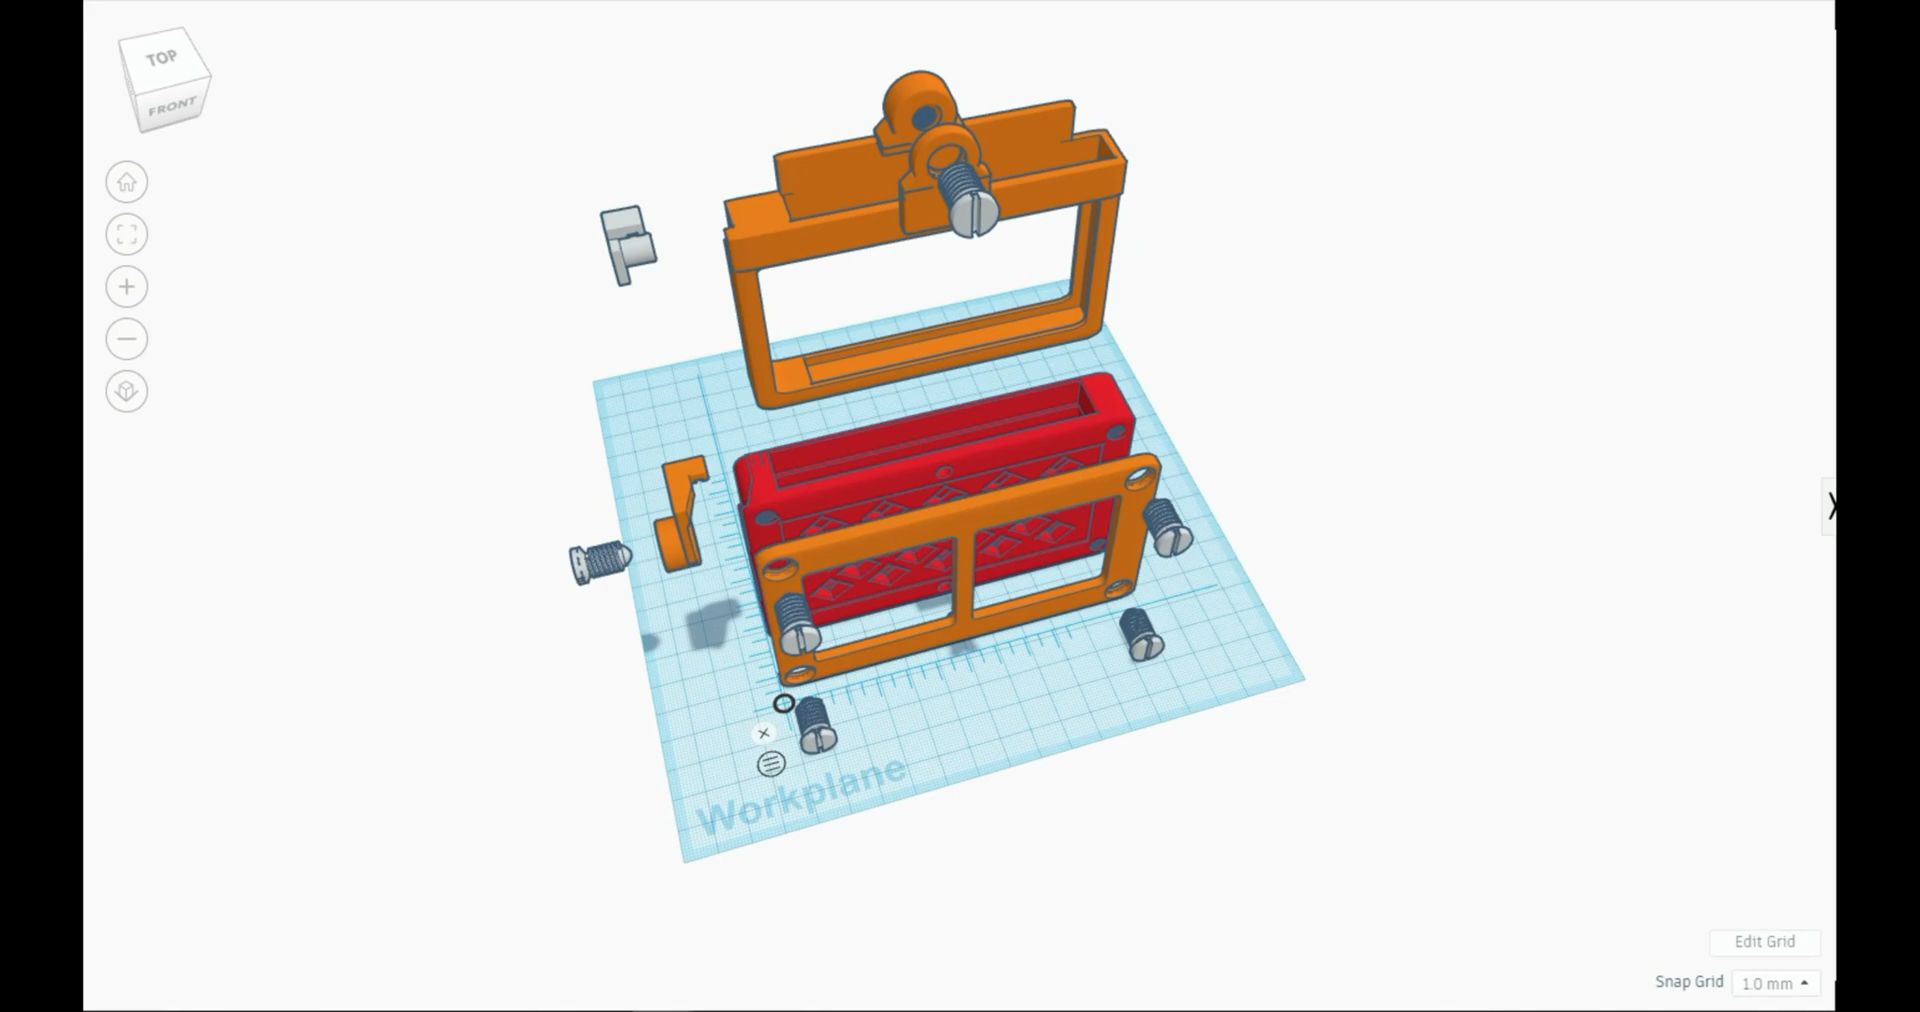 TOP
FRONT
Workplane
Edit Grid
Snap Grid 1.0 mm